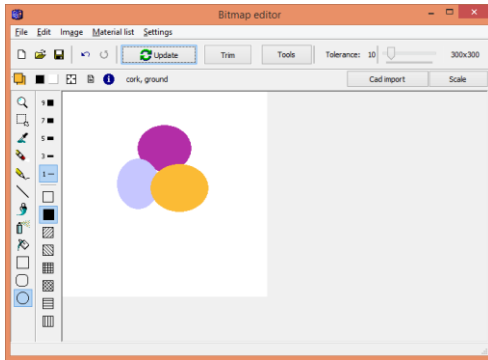 Bitmap editor
File Edit Image Material list Settings
Update Trim Tools Tolerance: 10 300x300
cork, ground Cad import Scale
9
7
5
3
1